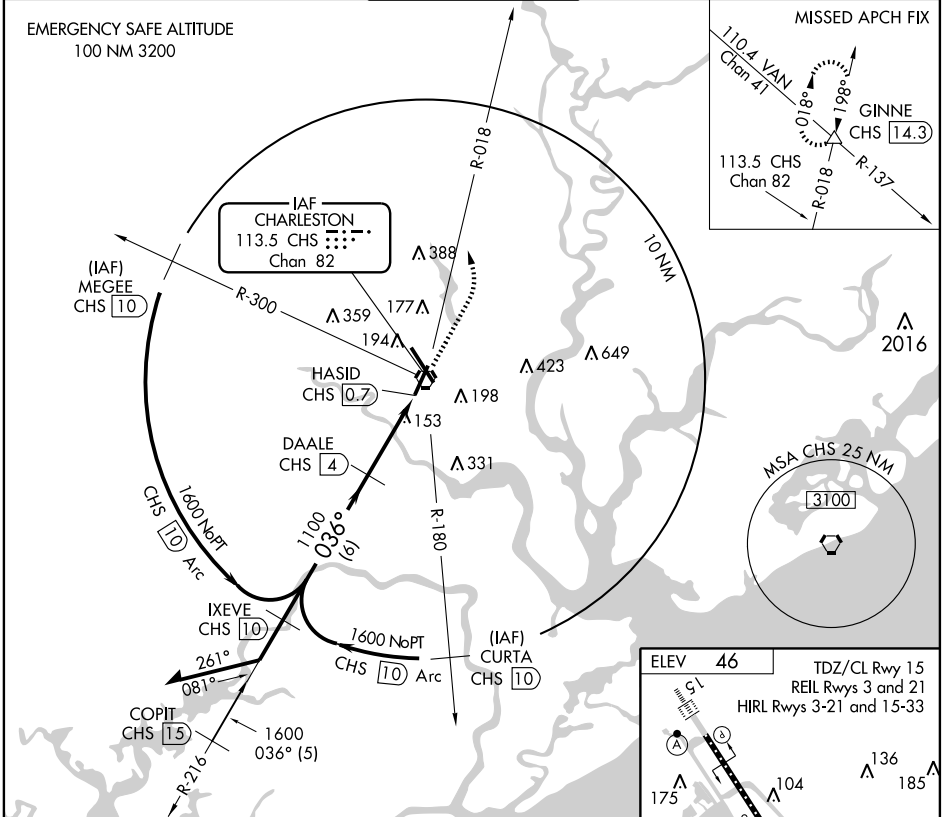 EMERGENCY SAFE ALTITUDE
100 NM 3200
MISSED APCH FIX
110.4 VAN
Chan 41
018°
198°
GINNE
CHS 14.3
113.5 CHS
Chan 82
R-018
R-137
R-018
10 NM
IAF
CHARLESTON
113.5 CHS
Chan 82
(IAF)
MEGEE
CHS 10
R-300
388
177
359
194
HASID
CHS 0.7
423
649
2016
198
153
DAALE
CHS 4
331
R-180
MSA CHS 25 NM
3100
1600 NoPT
CHS 10 Arc
1100
036°
(6)
IXEVE
CHS 10
1600 NoPT
CHS 10 Arc
(IAF)
CURTA
CHS 10
261°
081°
COPIT
CHS 15
1600
036° (5)
R-216
ELEV 46
TDZ/CL Rwy 15
REIL Rwys 3 and 21
HIRL Rwys 3-21 and 15-33
15
A
P
175
104
136
185